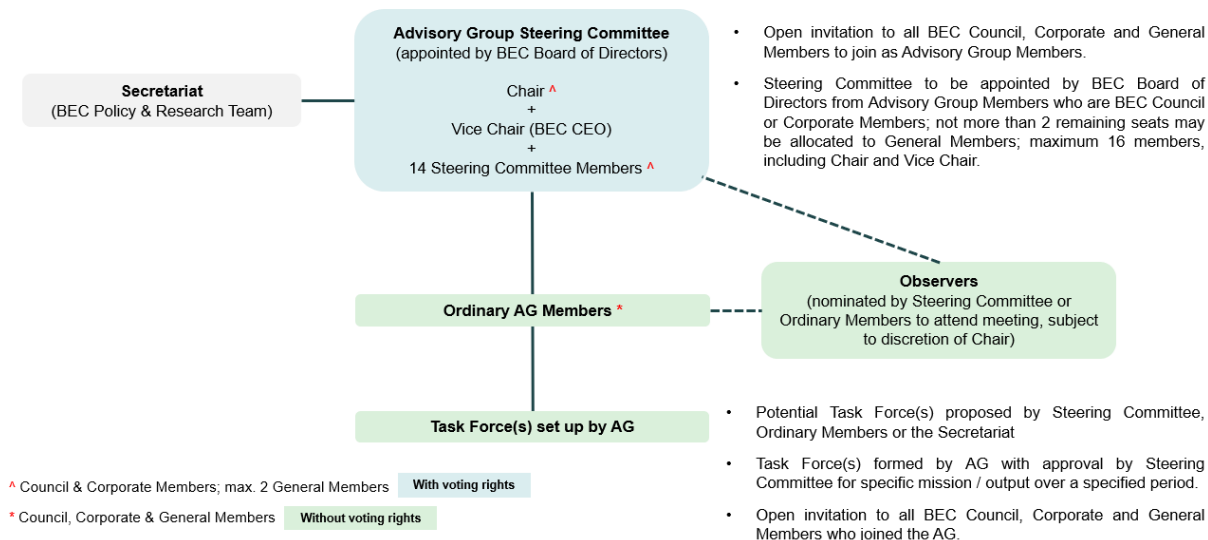 Advisory Group Steering Committee
(appointed by BEC Board of Directors)
Chair ^
+
Vice Chair (BEC CEO)
+
14 Steering Committee Members ^
Secretariat
(BEC Policy & Research Team)
• Open invitation to all BEC Council, Corporate and General
Members to join as Advisory Group Members.
• Steering Committee to be appointed by BEC Board of
Directors from Advisory Group Members who are BEC Council
or Corporate Members; not more than 2 remaining seats may
be allocated to General Members; maximum 16 members,
including Chair and Vice Chair.
Ordinary AG Members *
Observers
(nominated by Steering Committee or
Ordinary Members to attend meeting, subject
to discretion of Chair)
Task Force(s) set up by AG
• Potential Task Force(s) proposed by Steering Committee,
Ordinary Members or the Secretariat
• Task Force(s) formed by AG with approval by Steering
Committee for specific mission / output over a specified period.
• Open invitation to all BEC Council, Corporate and General
Members who joined the AG.
^ Council & Corporate Members; max. 2 General Members With voting rights
* Council, Corporate & General Members Without voting rights